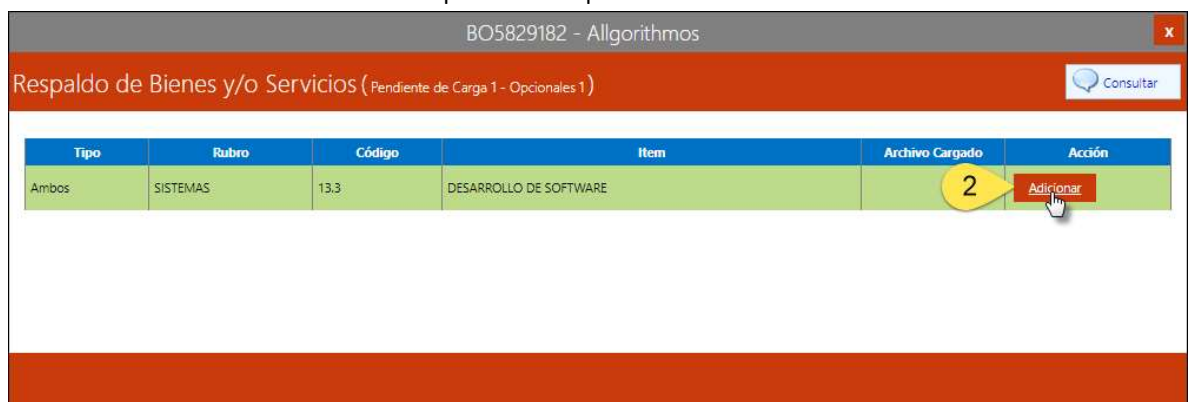 BO5829182 - Allgorithmos
x
Respaldo de Bienes y/o Servicios ( Pendiente de Carga 1 - Opcionales 1 )
Consultar
Tipo Rubro Código Item Archivo Cargado Acción
Ambos SISTEMAS 13.3 DESARROLLO DE SOFTWARE 2 Adicionar